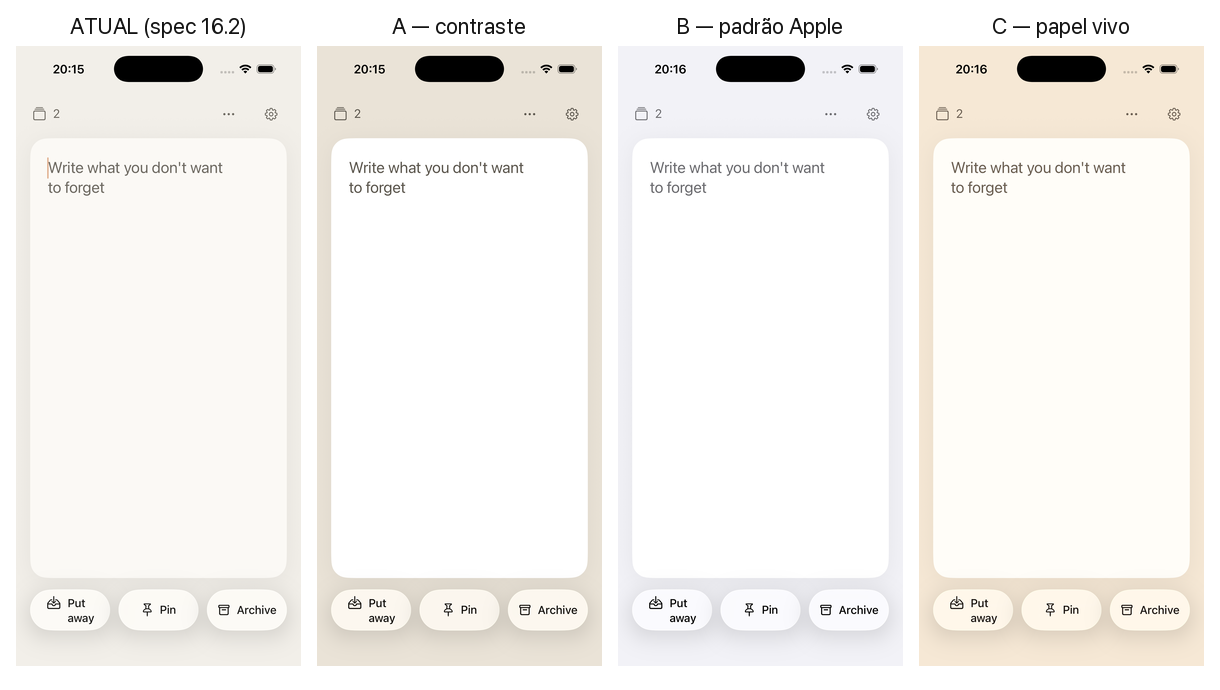 ATUAL (spec 16.2)
20:15
2
Write what you don't want
to forget
Put
away
Pin
Archive
A — contraste
20:15
2
Write what you don't want
to forget
Put
away
Pin
Archive
B — padrão Apple
20:16
2
Write what you don't want
to forget
Put
away
Pin
Archive
C — papel vivo
20:16
2
Write what you don't want
to forget
Put
away
Pin
Archive